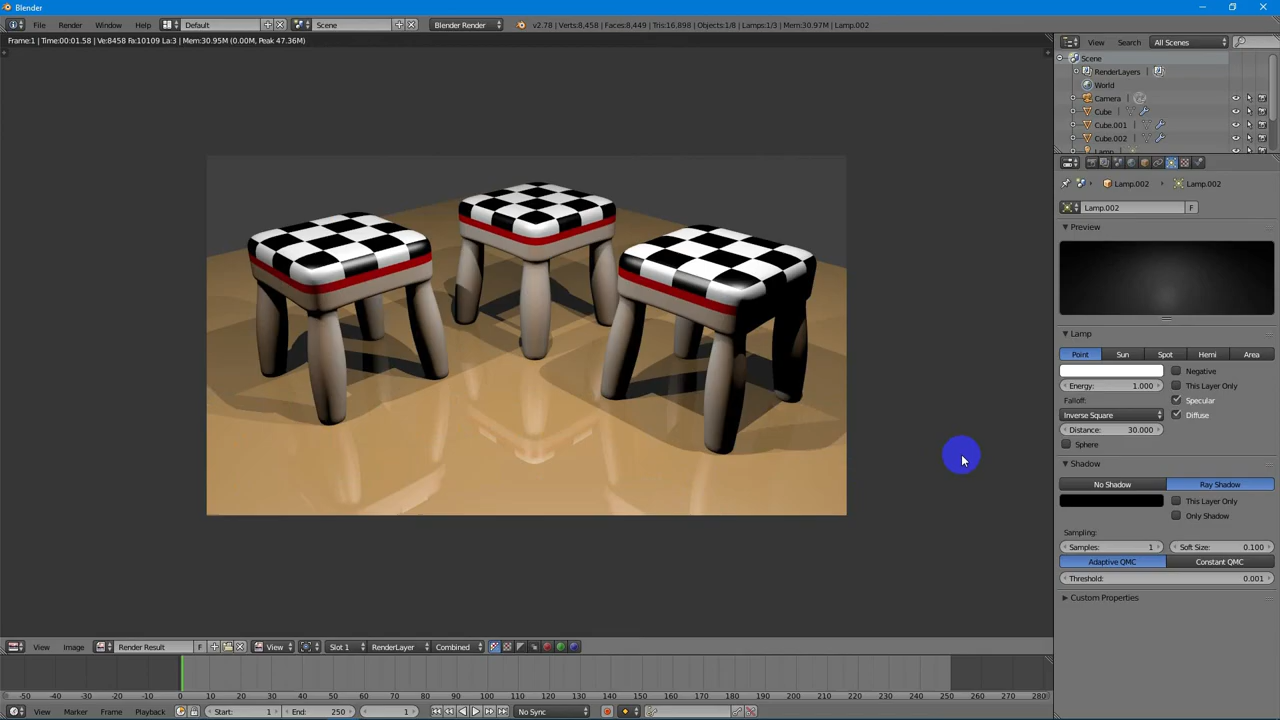 Blender
File Render Window Help Default Scene Blender Render v2.78 | Verts:8,458 | Faces:8,449 | Tris:16,898 | Objects:1/8 | Lamps:1/3 | Mem:30.97M | Lamp.002
Frame:1 | Time:00:01.58 | Ve:8458 Fa:10109 La:3 | Mem:30.95M (0.00M, Peak 47.36M)
View Search All Scenes
Scene
RenderLayers
World
Camera
Cube
Cube.001
Cube.002
Lamp
Lamp.002 Lamp.002
Lamp.002 F
Preview
Lamp
Point Sun Spot Hemi Area
Negative
Energy: 1.000 This Layer Only
Falloff: Specular
Inverse Square Diffuse
Distance: 30.000
Sphere
Shadow
No Shadow Ray Shadow
This Layer Only
Only Shadow
Sampling:
Samples: 1 Soft Size: 0.100
Adaptive QMC Constant QMC
Threshold: 0.001
Custom Properties
View Image Render Result F View Slot 1 RenderLayer Combined
-50 -40 -30 -20 -10 0 10 20 30 40 50 60 70 80 90 100 110 120 130 140 150 160 170 180 190 200 210 220 230 240 250 260 270 280
View Marker Frame Playback Start: 1 End: 250 1 No Sync